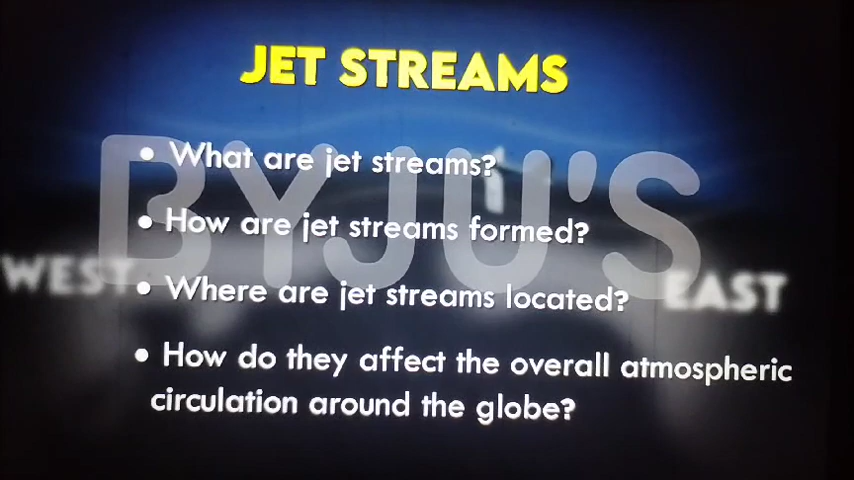 JET STREAMS
BYJU'S
• What are jet streams?
• How are jet streams formed?
WEST
EAST
• Where are jet streams located?
• How do they affect the overall atmospheric
circulation around the globe?